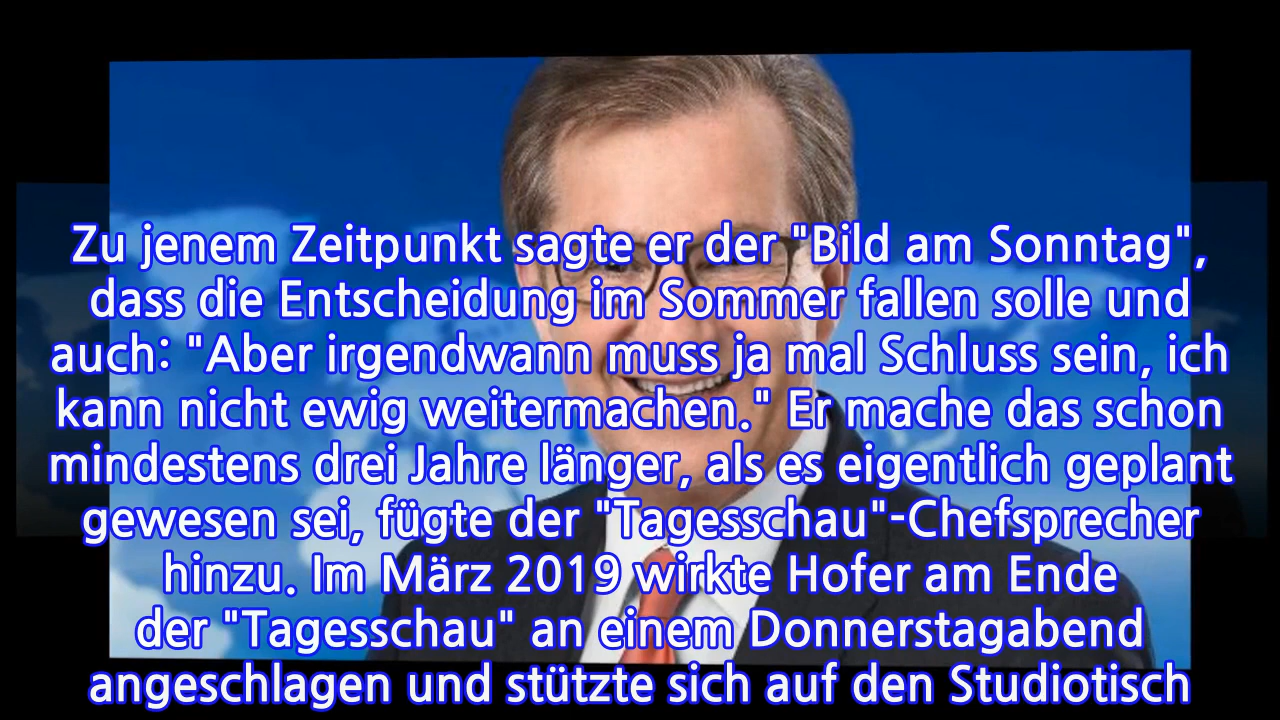 Zu jenem Zeitpunkt sagte er der "Bild am Sonntag",
dass die Entscheidung im Sommer fallen solle und
auch: "Aber irgendwann muss ja mal Schluss sein, ich
kann nicht ewig weitermachen." Er mache das schon
mindestens drei Jahre länger, als es eigentlich geplant
gewesen sei, fügte der "Tagesschau"-Chefsprecher
hinzu. Im März 2019 wirkte Hofer am Ende
der "Tagesschau" an einem Donnerstagabend
angeschlagen und stützte sich auf den Studiotisch